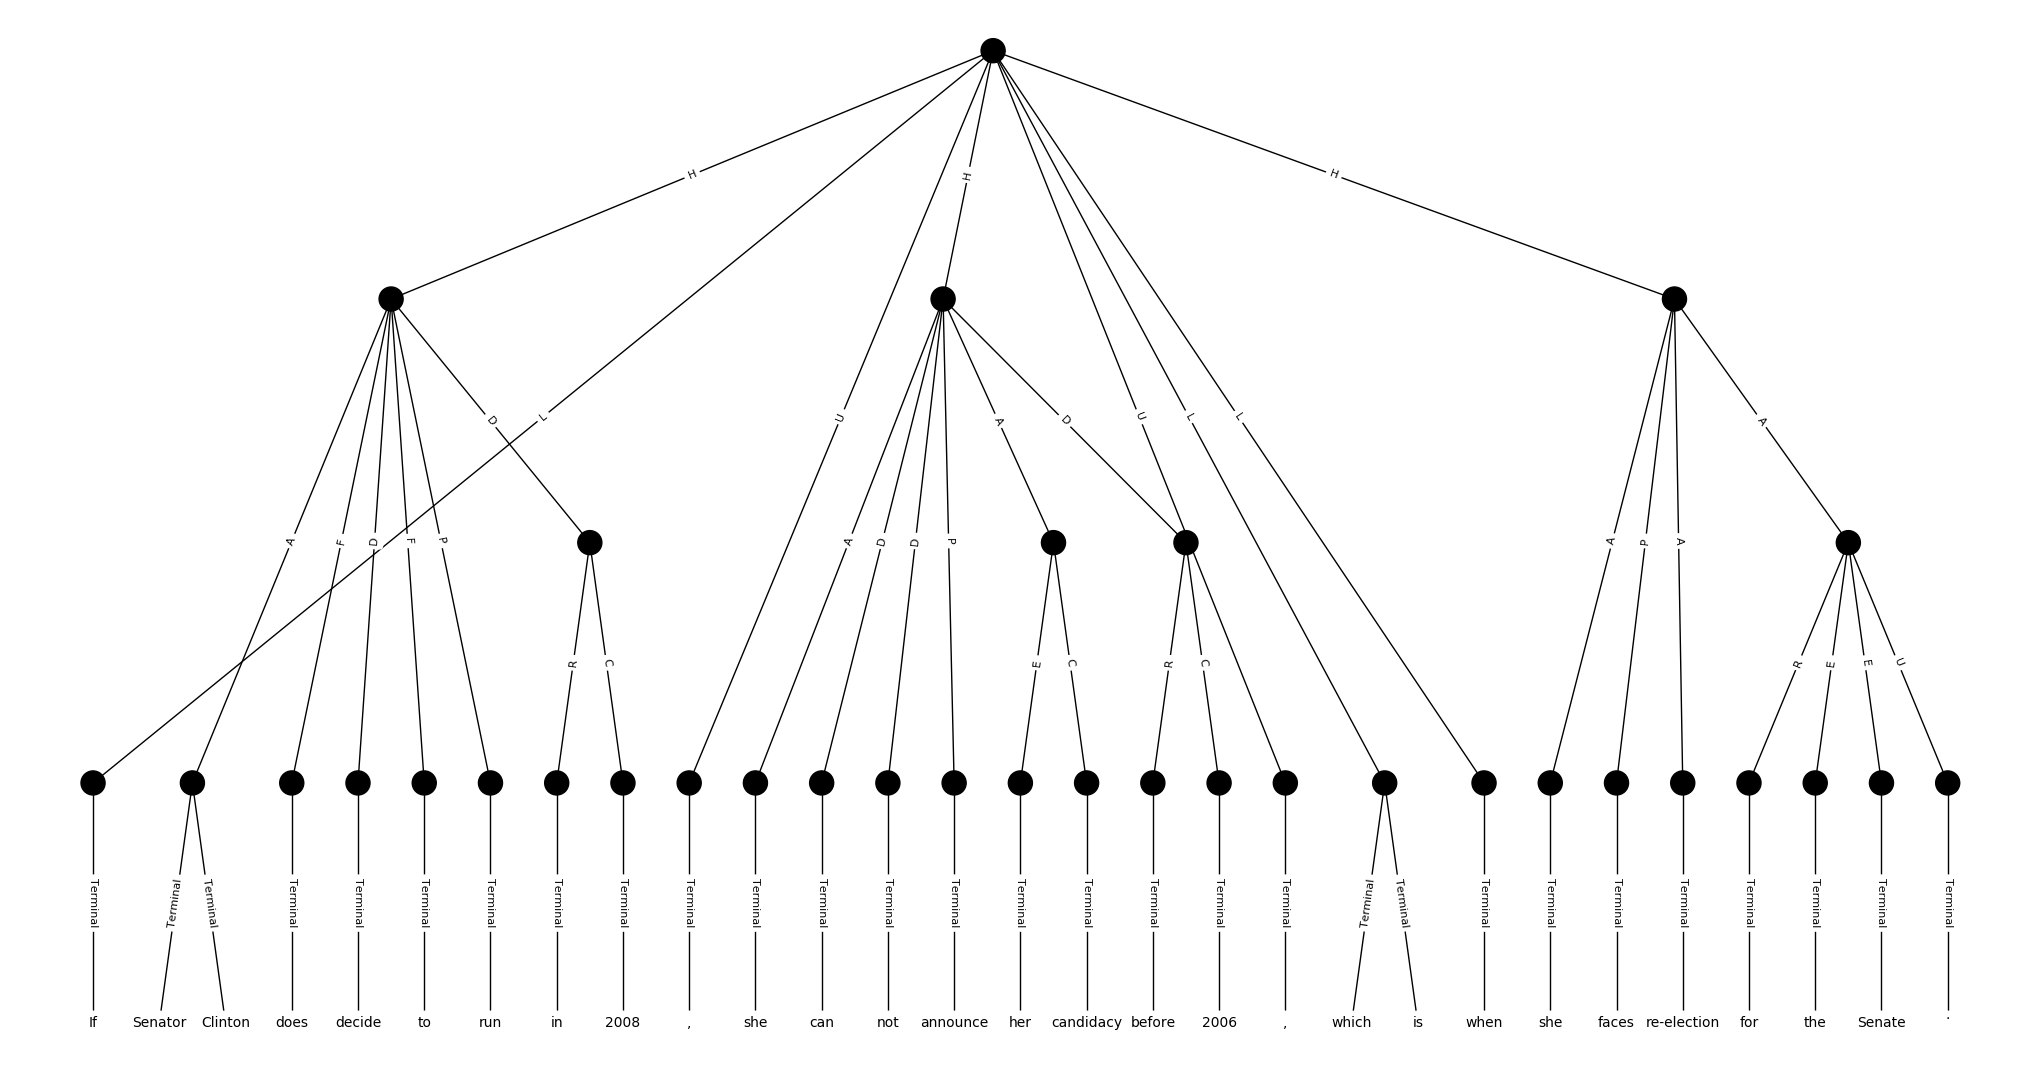 H H H
L D U A D U L L A
A F D F P A D D P A P A
R C E C R C R E E U
Terminal Terminal Terminal Terminal Terminal Terminal Terminal Terminal Terminal Terminal Terminal Terminal Terminal Terminal Terminal Terminal Terminal Terminal Terminal Terminal Terminal Terminal Terminal Terminal Terminal Terminal Terminal Terminal Terminal
If Senator Clinton does decide to run in 2008 , she can not announce her candidacy before 2006 , which is when she faces re-election for the Senate .